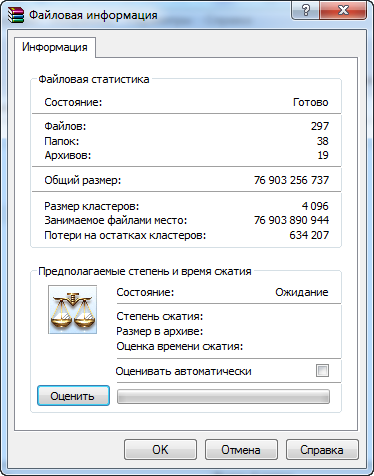 Файловая информация
Информация
Файловая статистика
Состояние: Готово
Файлов: 297
Папок: 38
Архивов: 19
Общий размер: 76 903 256 737
Размер кластеров: 4 096
Занимаемое файлами место: 76 903 890 944
Потери на остатках кластеров: 634 207
Предполагаемые степень и время сжатия
Состояние: Ожидание
Степень сжатия:
Размер в архиве:
Оценка времени сжатия:
Оценивать автоматически
Оценить
OK Отмена Справка